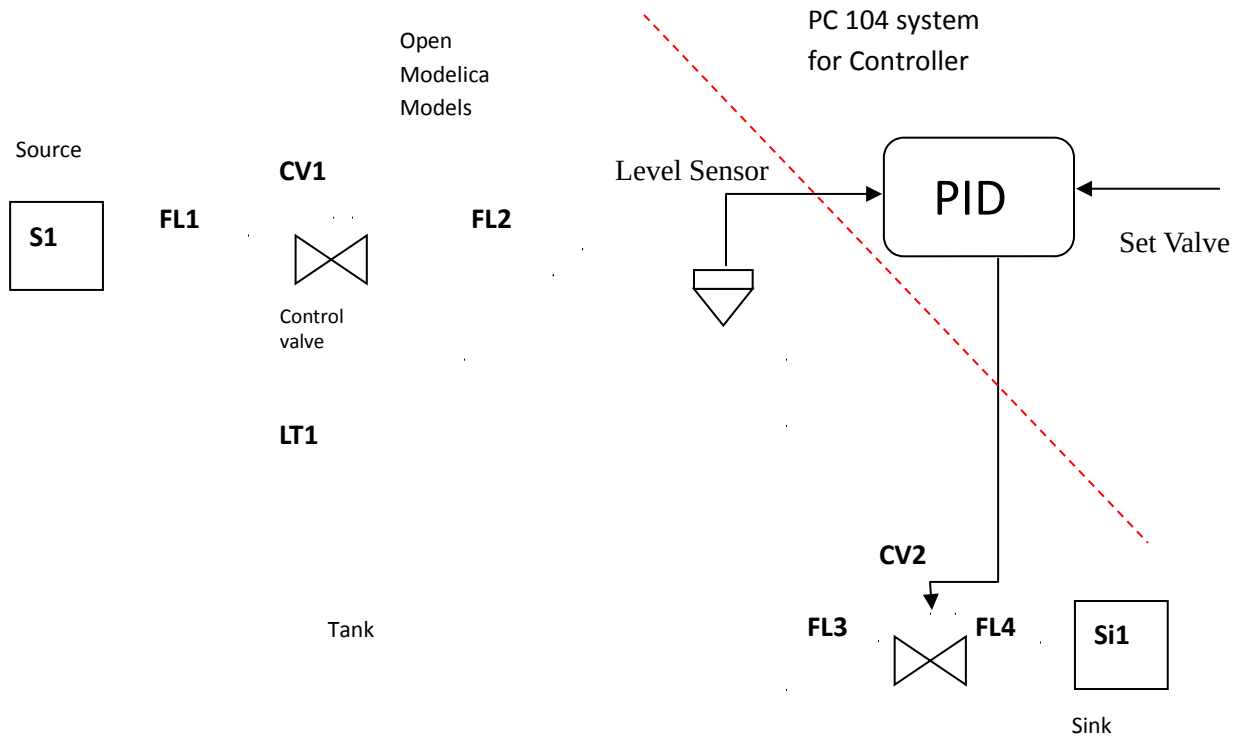 PC 104 system
for Controller
Open
Modelica
Models
Source
CV1
Level Sensor
PID
S1
FL1
FL2
Set Valve
Control
valve
LT1
CV2
Tank
FL3
FL4
Si1
Sink